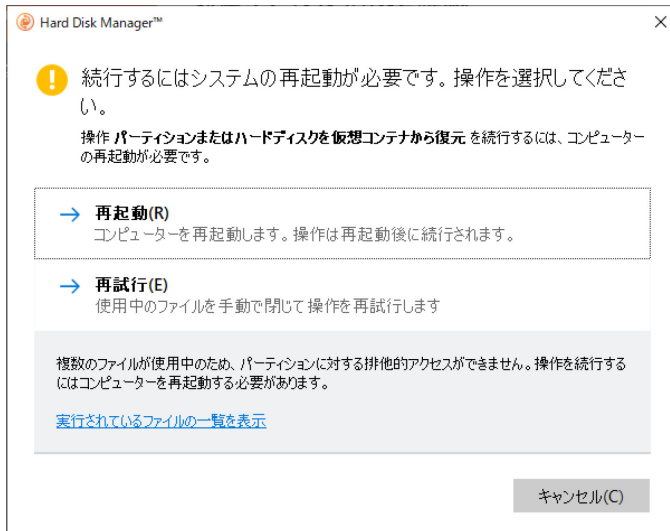 Hard Disk Manager™
続行するにはシステムの再起動が必要です。操作を選択してくださ
い。
操作 パーティションまたはハードディスクを仮想コンテナから復元 を続行するには、コンピューター
の再起動が必要です。
再起動(R)
コンピューターを再起動します。操作は再起動後に続行されます。
再試行(E)
使用中のファイルを手動で閉じて操作を再試行します
複数のファイルが使用中のため、パーティションに対する排他的アクセスができません。操作を続行する
にはコンピューターを再起動する必要があります。
実行されているファイルの一覧を表示
キャンセル(C)